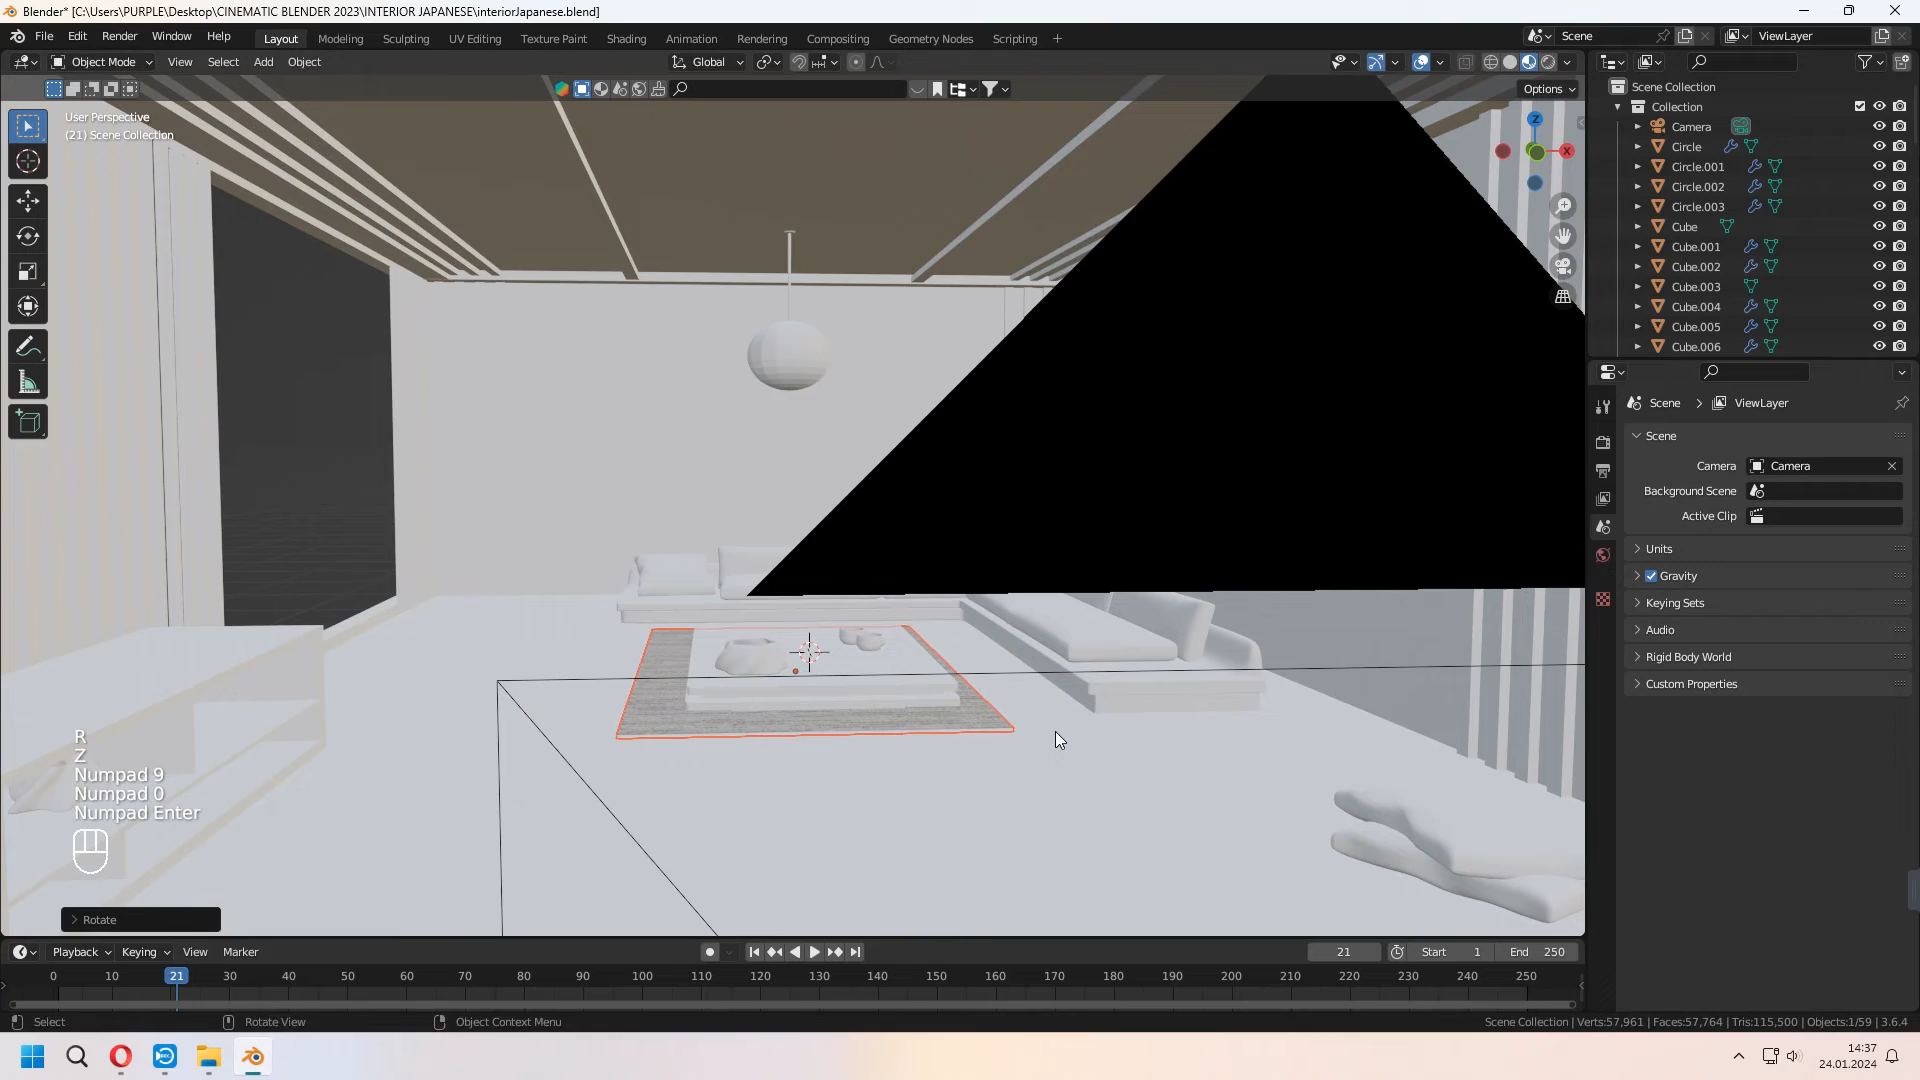 Blender* [C:\Users\PURPLE\Desktop\CINEMATIC BLENDER 2023\INTERIOR JAPANESE\interiorJapanese.blend]
File Edit Render Window Help Layout Modeling Sculpting UV Editing Texture Paint Shading Animation Rendering Compositing Geometry Nodes Scripting + Scene ViewLayer
Object Mode View Select Add Object Global
Options
User Perspective
(21) Scene Collection
Z
X
R
Z
Numpad 9
Numpad 0
Numpad Enter
Rotate
Scene Collection
Collection
Camera
Circle
Circle.001
Circle.002
Circle.003
Cube
Cube.001
Cube.002
Cube.003
Cube.004
Cube.005
Cube.006
Scene > ViewLayer
Scene
Camera Camera
Background Scene
Active Clip
Units
Gravity
Keying Sets
Audio
Rigid Body World
Custom Properties
Playback Keying View Marker 21 Start 1 End 250
0 10 21 30 40 50 60 70 80 90 100 110 120 130 140 150 160 170 180 190 200 210 220 230 240 250
Select Rotate View Object Context Menu Scene Collection | Verts:57,961 | Faces:57,764 | Tris:115,500 | Objects:1/59 | 3.6.4
14:37
24.01.2024